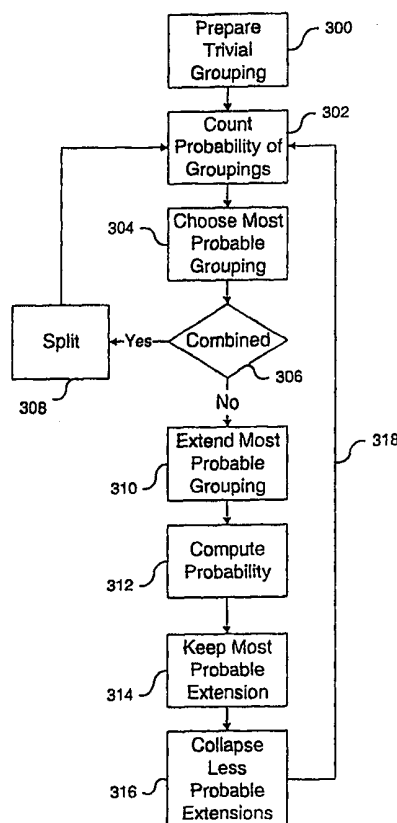 Prepare
Trivial
Grouping
300
Count
Probability of
Groupings
302
304
Choose Most
Probable
Grouping
Split
Yes
Combined
308
306
No
318
310
Extend Most
Probable
Grouping
312
Compute
Probability
314
Keep Most
Probable
Extension
316
Collapse
Less
Probable
Extensions